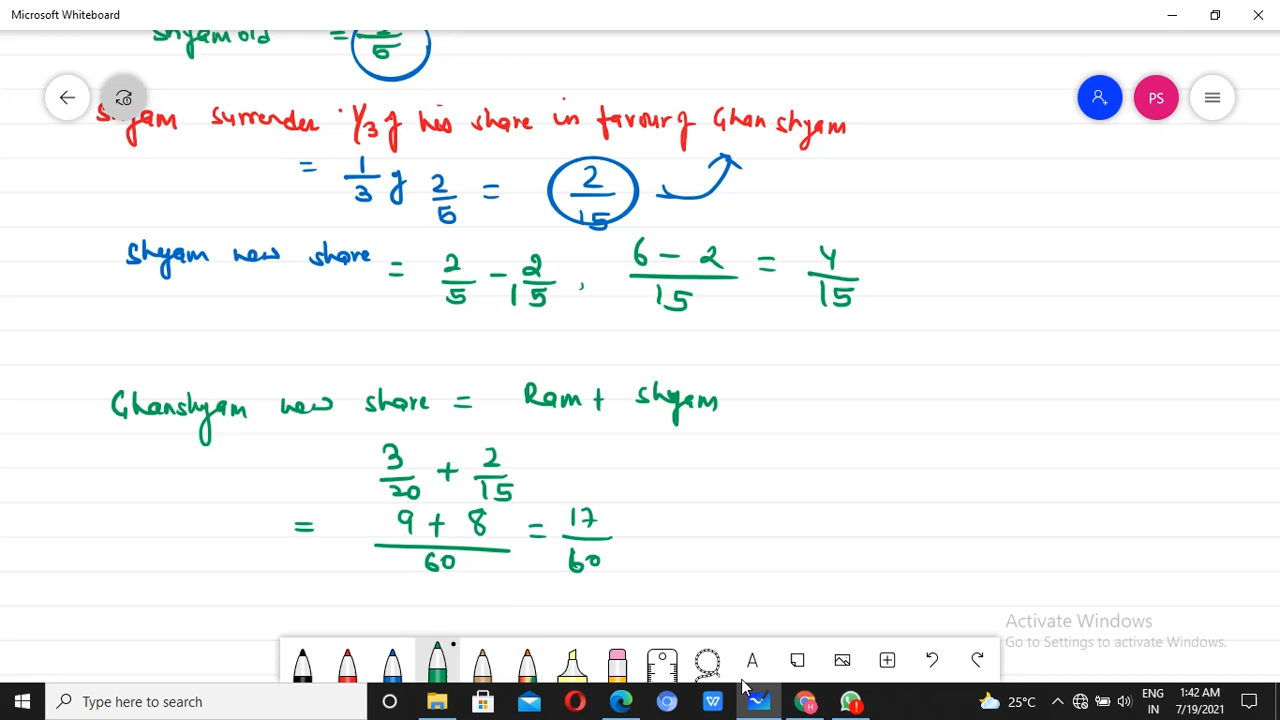 Microsoft Whiteboard
Shyam old =
5
Shyam surrender 1/3 of his share in favour of Ghanshyam
PS
= 1/3 of 2/5 = 2/15
Shyam new share = 2/5 - 2/15, 6 - 2/15 = 4/15
Ghanshyam new share = Ram + Shyam
3/20 + 2/15
= 9 + 8/60 = 17/60
Activate Windows
Go to Settings to activate Windows.
A
Type here to search
25°C
ENG
IN
1:42 AM
7/19/2021